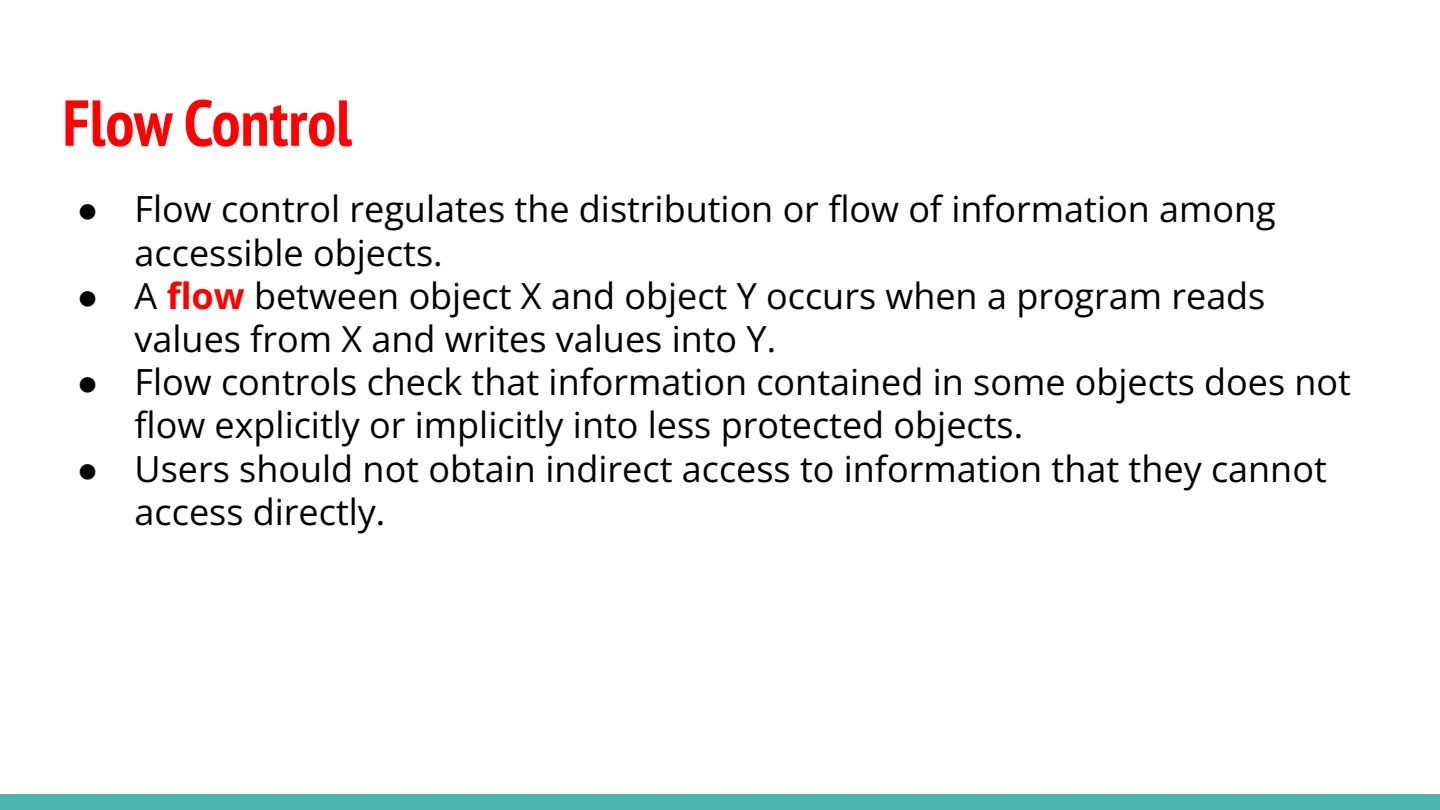 Flow Control
● Flow control regulates the distribution or flow of information among
accessible objects.
● A flow between object X and object Y occurs when a program reads
values from X and writes values into Y.
● Flow controls check that information contained in some objects does not
flow explicitly or implicitly into less protected objects.
● Users should not obtain indirect access to information that they cannot
access directly.